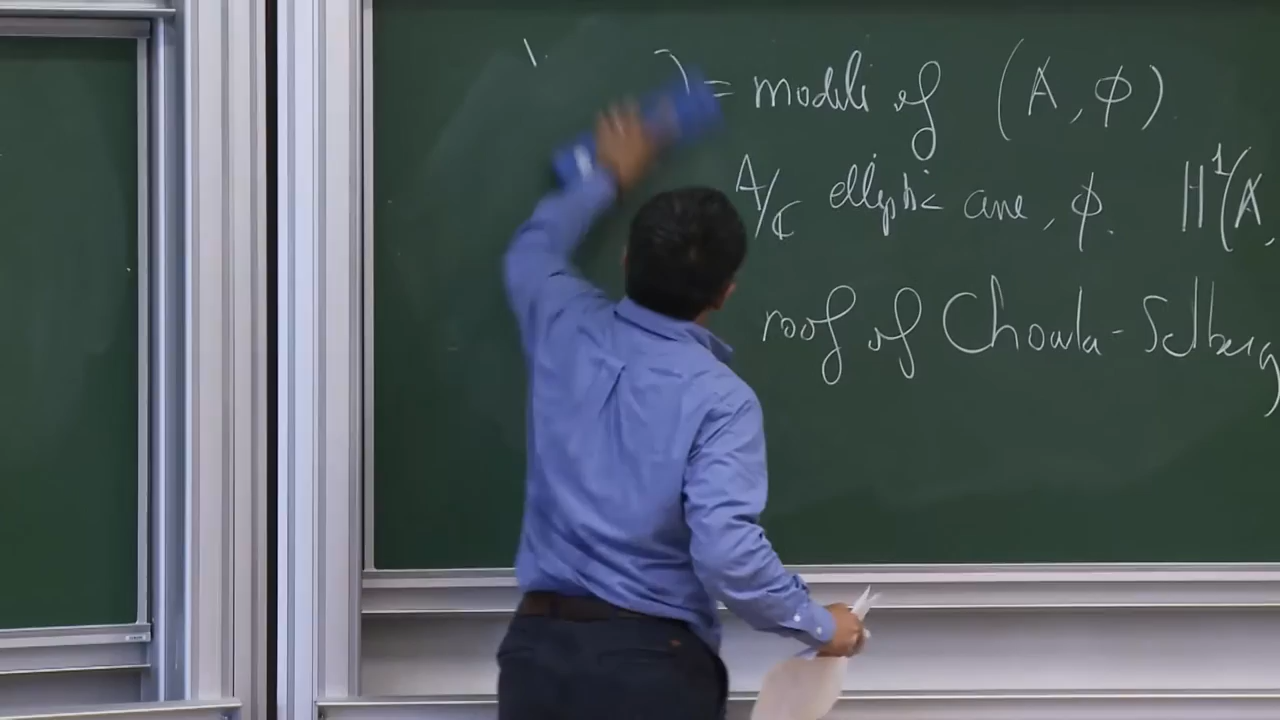 ) = moduli of (A, φ)
A/ℂ elliptic curve, φ. H¹(A,
roof of Chowla-Selberg